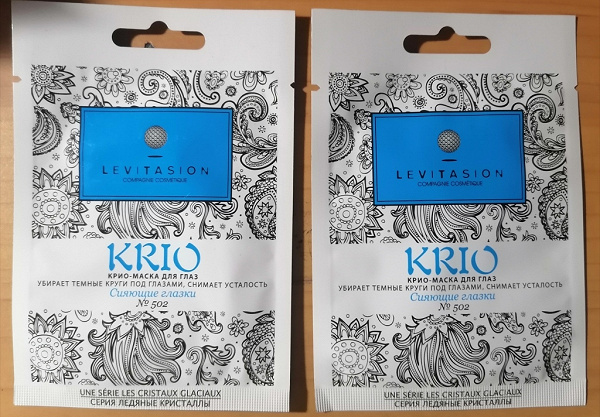 LEVITASION
COMPAGNIE COSMÉTIQUE
KRIO
КРИО-МАСКА ДЛЯ ГЛАЗ
УБИРАЕТ ТЕМНЫЕ КРУГИ ПОД ГЛАЗАМИ, СНИМАЕТ УСТАЛОСТЬ
Сияющие глазки
№ 502
UNE SÉRIE LES CRISTAUX GLACIAUX
СЕРИЯ ЛЕДЯНЫЕ КРИСТАЛЛЫ
LEVITASION
COMPAGNIE COSMÉTIQUE
KRIO
КРИО-МАСКА ДЛЯ ГЛАЗ
УБИРАЕТ ТЕМНЫЕ КРУГИ ПОД ГЛАЗАМИ, СНИМАЕТ УСТАЛОСТЬ
Сияющие глазки
№ 502
UNE SÉRIE LES CRISTAUX GLACIAUX
СЕРИЯ ЛЕДЯНЫЕ КРИСТАЛЛЫ